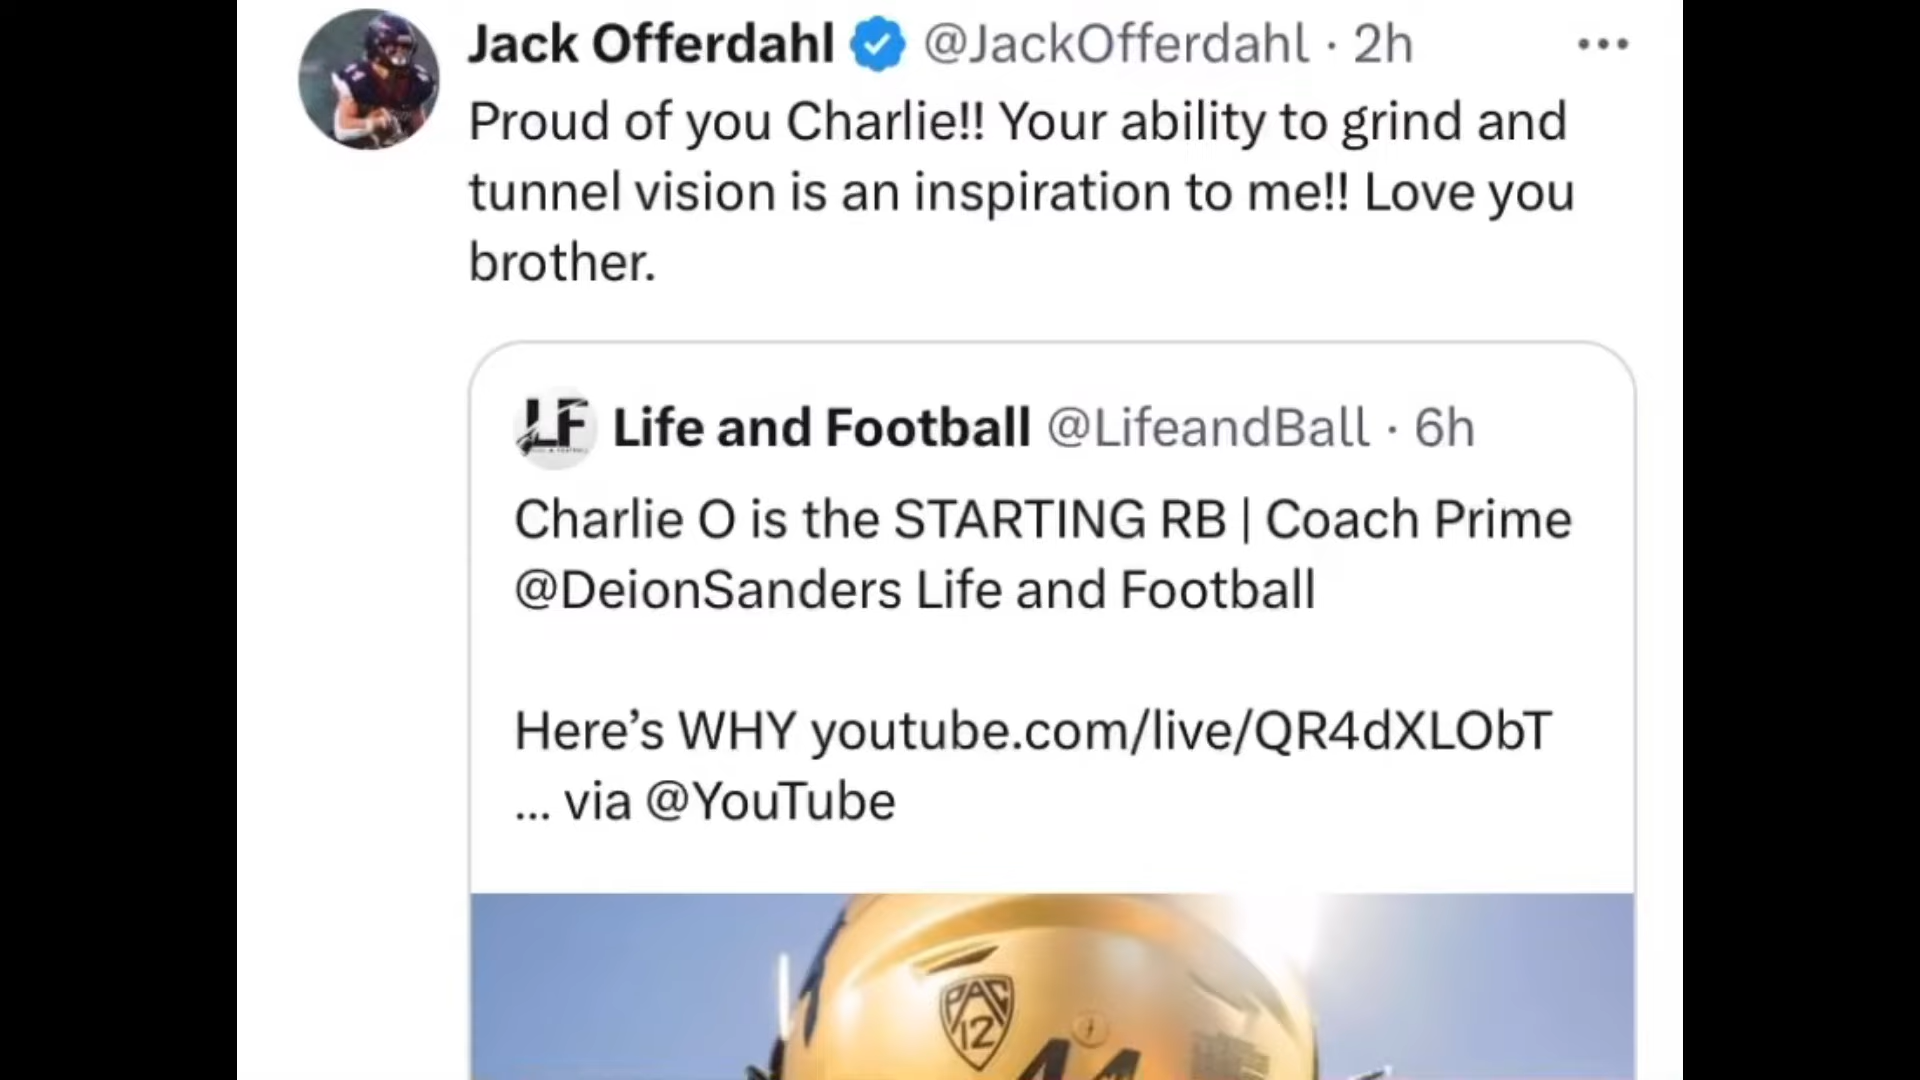 Jack Offerdahl @JackOfferdahl · 2h
Proud of you Charlie!! Your ability to grind and
tunnel vision is an inspiration to me!! Love you
brother.
LF
Life and Football @LifeandBall · 6h
Charlie O is the STARTING RB | Coach Prime
@DeionSanders Life and Football
Here’s WHY youtube.com/live/QR4dXLObT
... via @YouTube
PAC
12